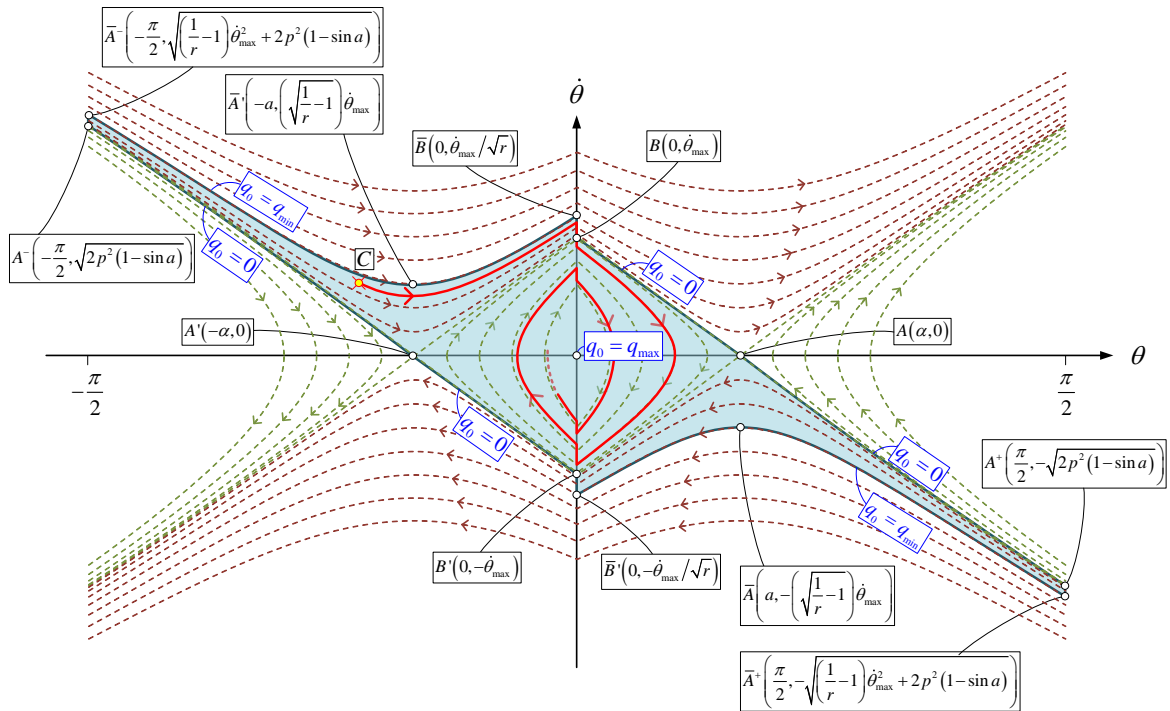 A̅⁻(-π/2, √((1/r-1)θ̇²max + 2p²(1-sin a)))
A̅'(-a, (√(1/r-1))θ̇max)
θ̇
B̅(0, θ̇max/√r)
B(0, θ̇max)
q₀ = qmin
q₀ = 0
A⁻(-π/2, √(2p²(1-sin a)))
C
q₀ = 0
A'(-α, 0)
q₀ = qmax
A(α, 0)
θ
-π/2
π/2
q₀ = 0
q₀ = 0
q₀ = qmin
A⁺(π/2, -√(2p²(1-sin a)))
B'(0, -θ̇max)
B̅'(0, -θ̇max/√r)
A̅(a, -(√(1/r-1))θ̇max)
A̅⁺(π/2, -√((1/r-1)θ̇²max + 2p²(1-sin a)))